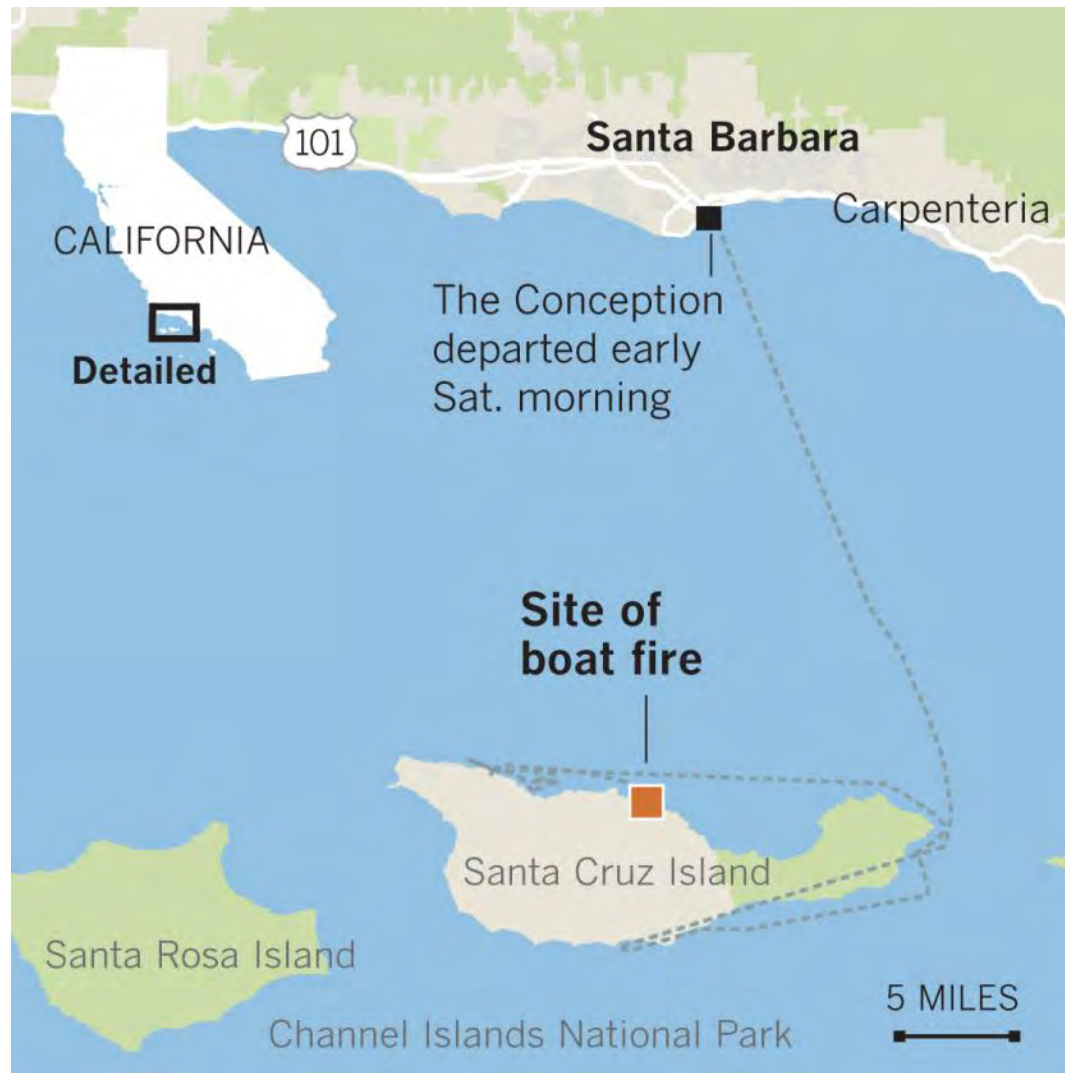 101
Santa Barbara
Carpenteria
CALIFORNIA
Detailed
The Conception
departed early
Sat. morning
Site of
boat fire
Santa Cruz Island
Santa Rosa Island
5 MILES
Channel Islands National Park